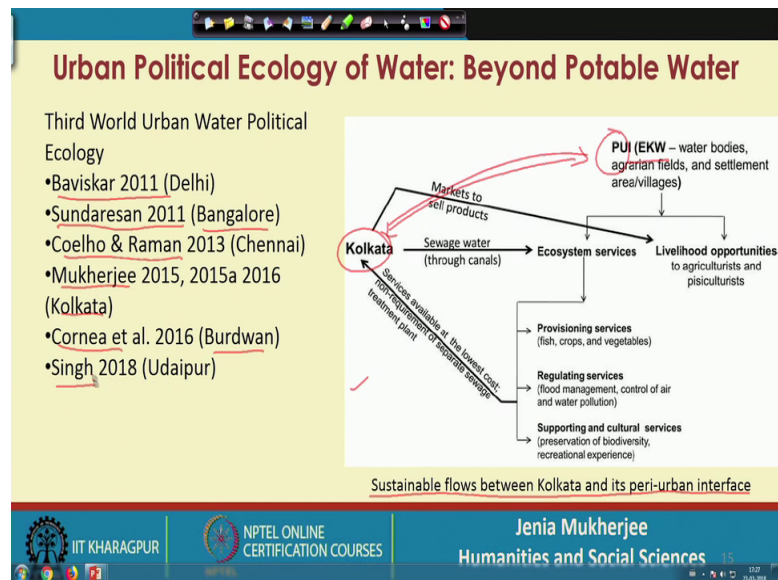 Urban Political Ecology of Water: Beyond Potable Water
Third World Urban Water Political
Ecology
•Baviskar 2011 (Delhi)
•Sundaresan 2011 (Bangalore)
•Coelho & Raman 2013 (Chennai)
•Mukherjee 2015, 2015a 2016
(Kolkata)
•Cornea et al. 2016 (Burdwan)
•Singh 2018 (Udaipur)
PUI (EKW – water bodies,
agrarian fields, and settlement
area/villages)
Markets to
sell products
Kolkata
Sewage water
(through canals)
Ecosystem services
Livelihood opportunities
to agriculturists and
pisiculturists
Services available at the lowest cost;
non-requirement of separate sewage
treatment plant
Provisioning services
(fish, crops, and vegetables)
Regulating services
(flood management, control of air
and water pollution)
Supporting and cultural services
(preservation of biodiversity,
recreational experience)
Sustainable flows between Kolkata and its peri-urban interface
IIT KHARAGPUR
NPTEL ONLINE
CERTIFICATION COURSES
NPTEL
Jenia Mukherjee
Humanities and Social Sciences
15
17:27